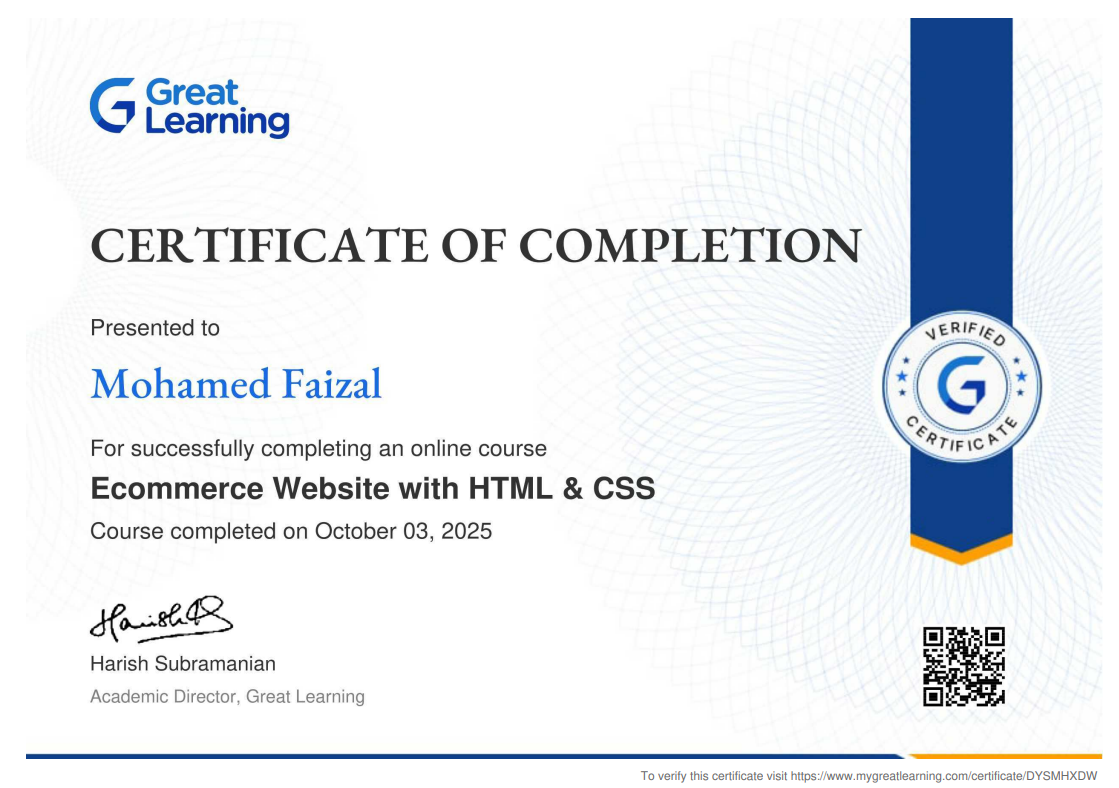 Great
Learning
CERTIFICATE OF COMPLETION
Presented to
Mohamed Faizal
VERIFIED
CERTIFICATE
For successfully completing an online course
Ecommerce Website with HTML & CSS
Course completed on October 03, 2025
Harish Subramanian
Academic Director, Great Learning
To verify this certificate visit https://www.mygreatlearning.com/certificate/DYSMHXDW